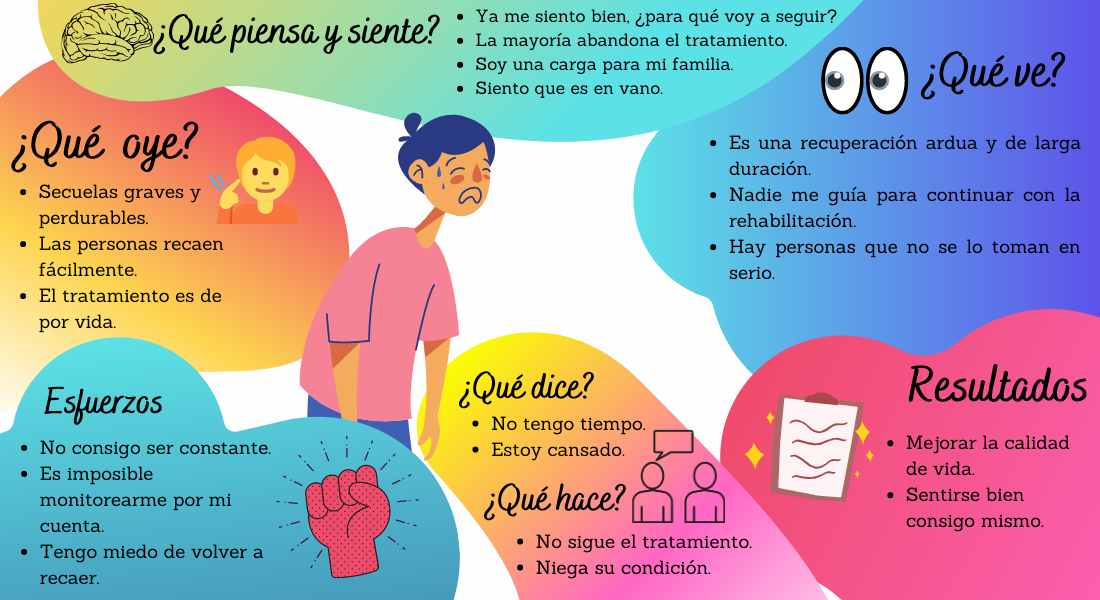 ¿Qué piensa y siente?
Ya me siento bien, ¿para qué voy a seguir?
La mayoría abandona el tratamiento.
Soy una carga para mi familia.
Siento que es en vano.
¿Qué ve?
Es una recuperación ardua y de larga
duración.
Nadie me guía para continuar con la
rehabilitación.
Hay personas que no se lo toman en
serio.
¿Qué oye?
Secuelas graves y
perdurables.
Las personas recaen
fácilmente.
El tratamiento es de
por vida.
Esfuerzos
No consigo ser constante.
Es imposible
monitorearme por mi
cuenta.
Tengo miedo de volver a
recaer.
¿Qué dice?
No tengo tiempo.
Estoy cansado.
¿Qué hace?
No sigue el tratamiento.
Niega su condición.
Resultados
Mejorar la calidad
de vida.
Sentirse bien
consigo mismo.